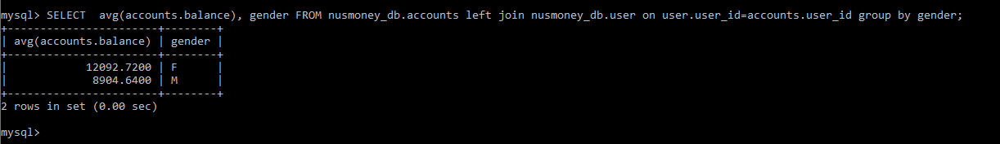 mysql> SELECT  avg(accounts.balance), gender FROM nusmoney_db.accounts left join nusmoney_db.user on user.user_id=accounts.user_id group by gender;
+-----------------------+--------+
| avg(accounts.balance) | gender |
+-----------------------+--------+
|            12092.7200 | F      |
|             8904.6400 | M      |
+-----------------------+--------+
2 rows in set (0.00 sec)
mysql>